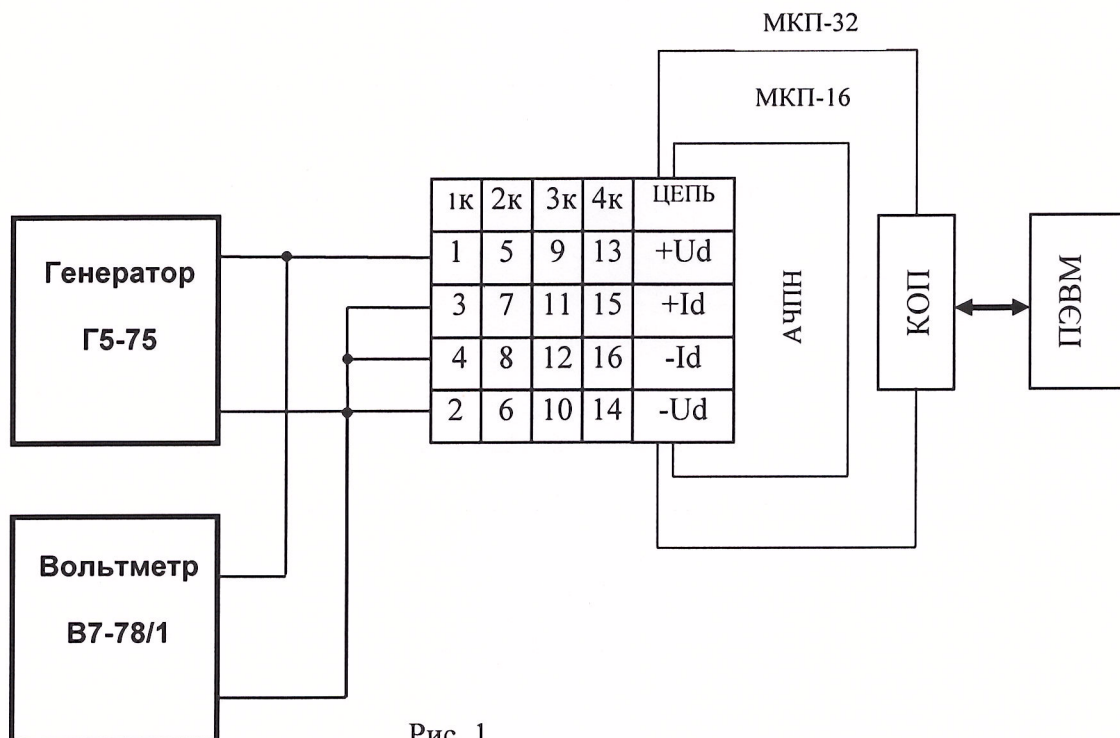 МКП-32
МКП-16
1к 2к 3к 4к ЦЕПЬ
1 5 9 13 +Ud
3 7 11 15 +Id
4 8 12 16 -Id
2 6 10 14 -Ud
Генератор
Г5-75
АЧПН
КОП
ПЭВМ
Вольтметр
В7-78/1
Рис. 1